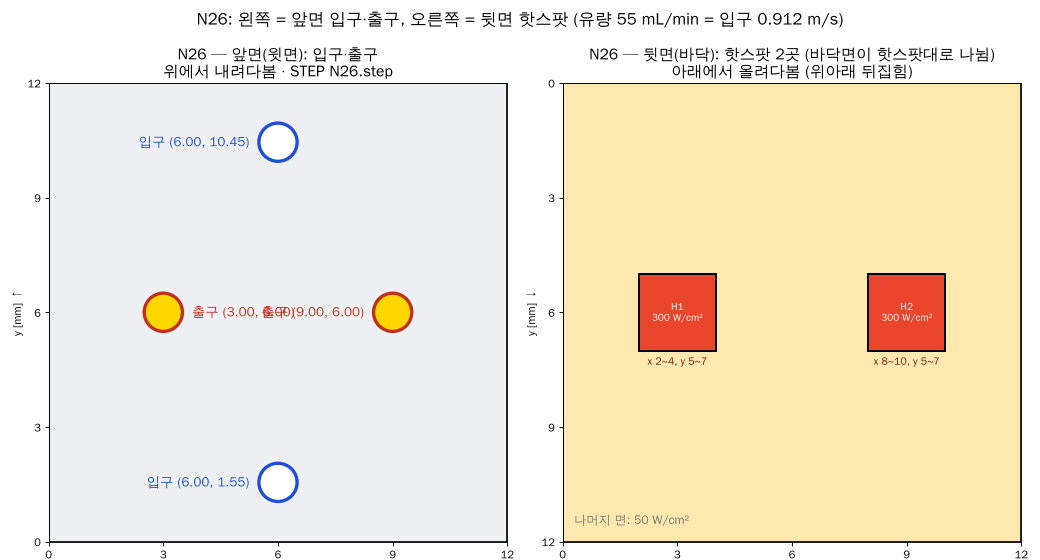 N26: 왼쪽 = 앞면 입구·출구, 오른쪽 = 뒷면 핫스팟 (유량 55 mL/min = 입구 0.912 m/s)
N26 — 앞면(윗면): 입구·출구
위에서 내려다봄 · STEP N26.step
12
9
6
3
0
y [mm] ↑
입구 (6.00, 10.45)
출구 (3.00, 6.00)
출구 (9.00, 6.00)
입구 (6.00, 1.55)
0
3
6
9
12
N26 — 뒷면(바닥): 핫스팟 2곳 (바닥면이 핫스팟대로 나뉨)
아래에서 올려다봄 (위아래 뒤집힘)
0
3
6
9
12
y [mm] ↓
H1
300 W/cm²
x 2~4, y 5~7
H2
300 W/cm²
x 8~10, y 5~7
나머지 면: 50 W/cm²
0
3
6
9
12